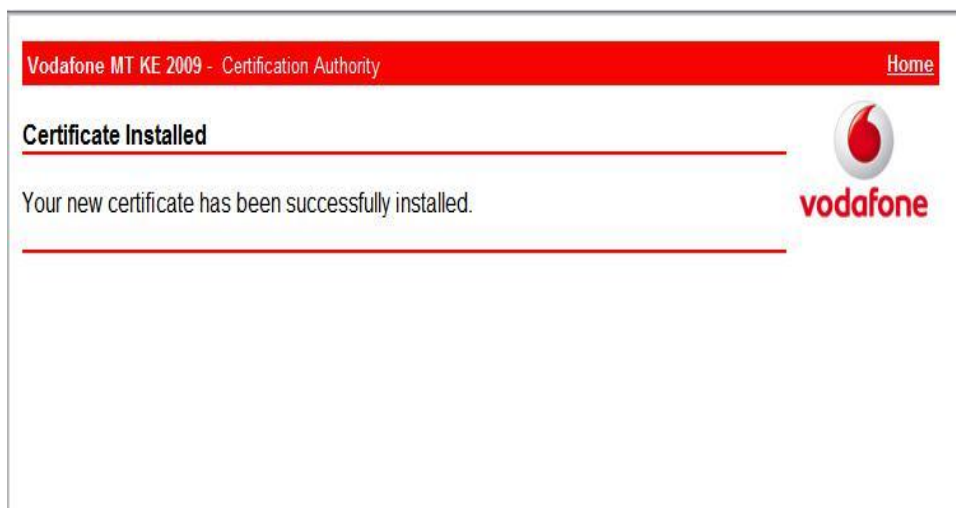 Vodafone MT KE 2009 - Certification Authority Home
Certificate Installed
Your new certificate has been successfully installed.
vodafone